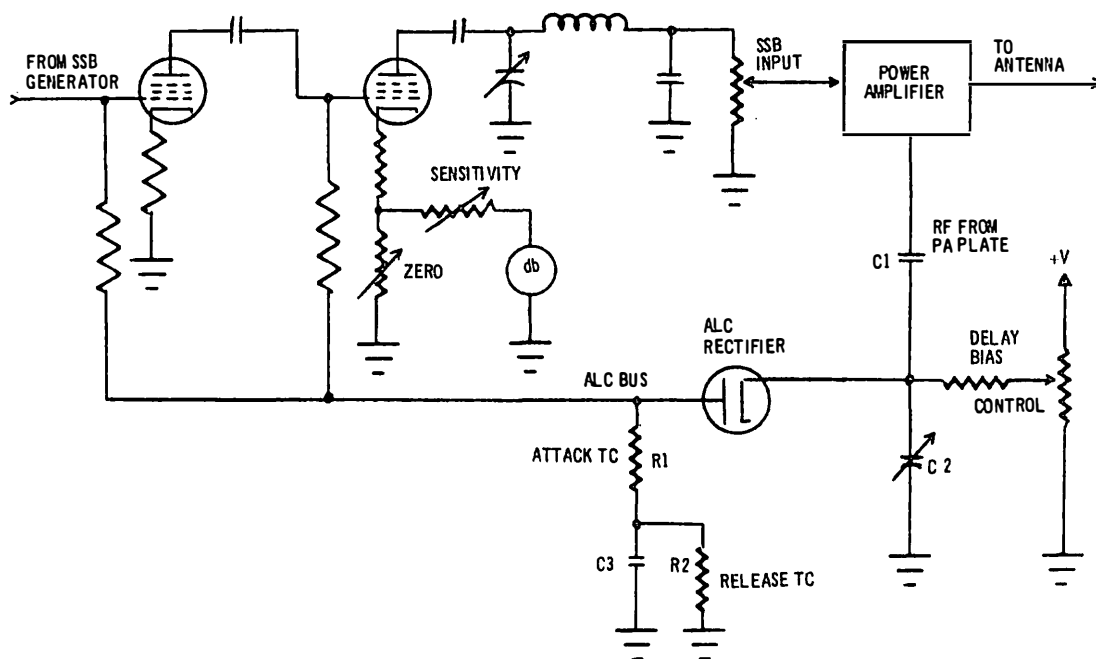 FROM SSB
GENERATOR
SSB
INPUT
POWER
AMPLIFIER
TO
ANTENNA
SENSITIVITY
ZERO
db
RF FROM
PA PLATE
C1
+V
ALC
RECTIFIER
DELAY
BIAS
CONTROL
ALC BUS
ATTACK TC
R1
C2
C3
R2
RELEASE TC